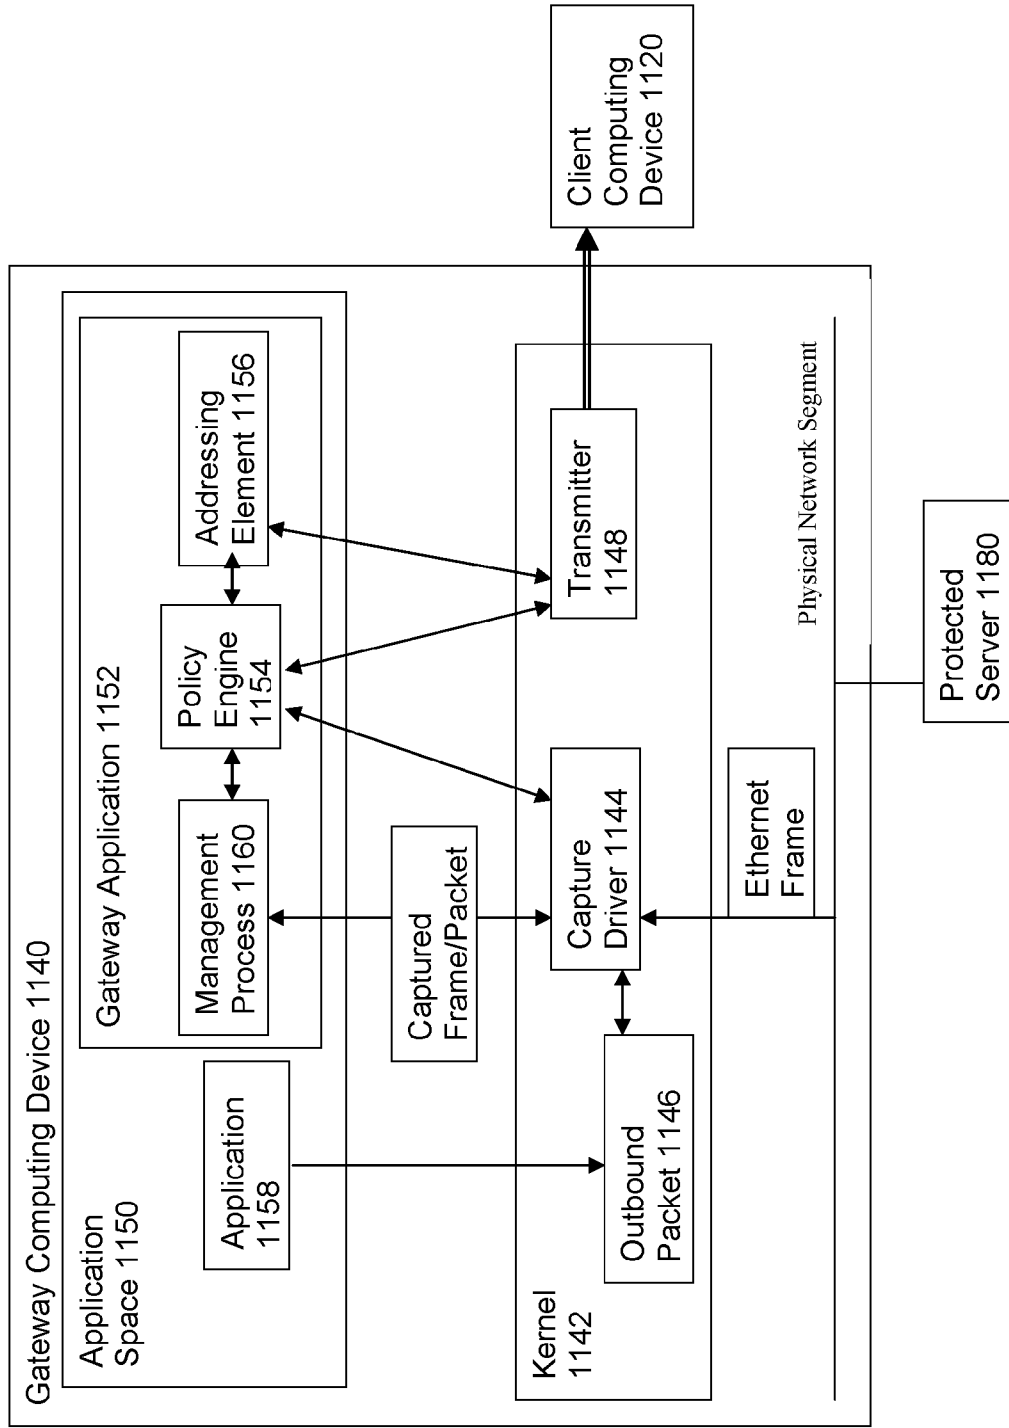 Gateway Computing Device 1140
Application
Space 1150
Gateway Application 1152
Application
1158
Management
Process 1160
Policy
Engine
1154
Addressing
Element 1156
Captured
Frame/Packet
Kernel
1142
Outbound
Packet 1146
Capture
Driver 1144
Transmitter
1148
Client
Computing
Device 1120
Ethernet
Frame
Physical Network Segment
Protected
Server 1180